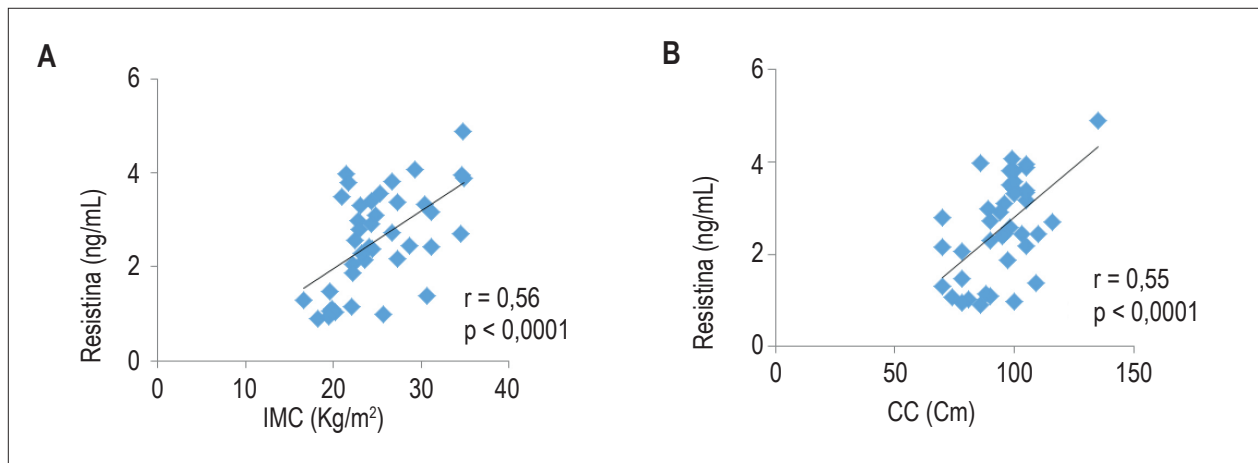 A
6
4
2
0
0
10
20
30
40
Resistina (ng/mL)
IMC (Kg/m²)
r = 0,56
p < 0,0001
B
6
4
2
0
0
50
100
150
Resistina (ng/mL)
CC (Cm)
r = 0,55
p < 0,0001